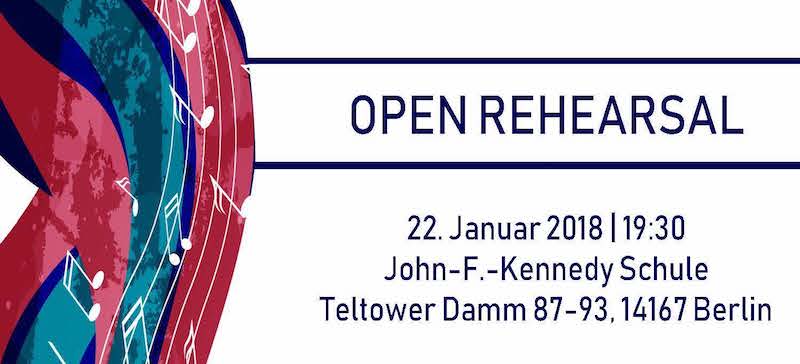 OPEN REHEARSAL
22. Januar 2018 | 19:30
John-F.-Kennedy Schule
Teltower Damm 87-93, 14167 Berlin